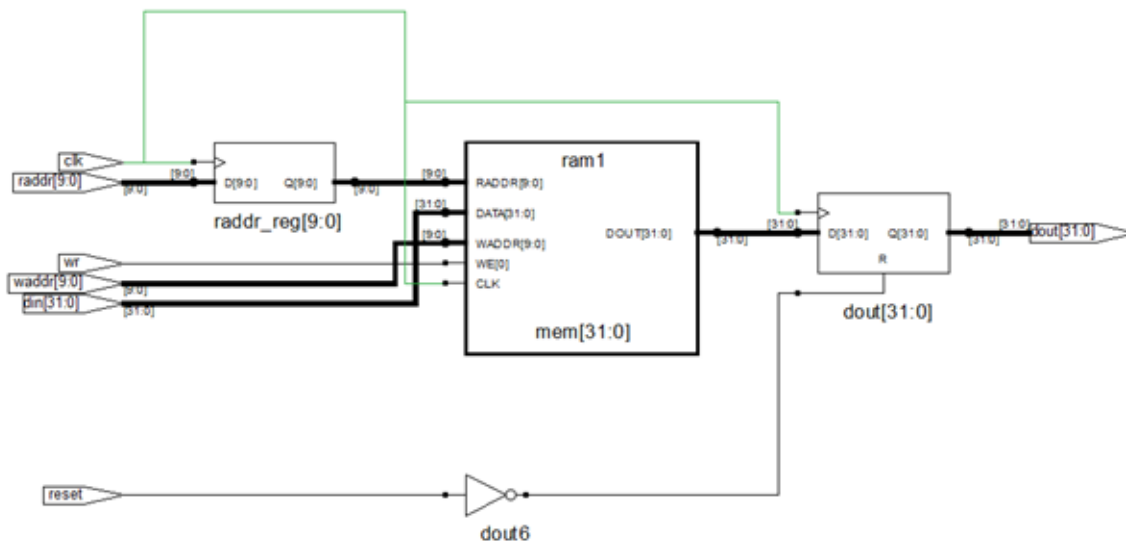 clk
raddr[9:0]
[9:0]
[9:0]
D[9:0]
Q[9:0]
[9:0]
raddr_reg[9:0]
wr
waddr[9:0]
[9:0]
din[31:0]
[31:0]
ram1
[9:0]
RADDR[9:0]
[31:0]
DATA[31:0]
[9:0]
WADDR[9:0]
WE[0]
CLK
DOUT[31:0]
[31:0]
mem[31:0]
[31:0]
D[31:0]
Q[31:0]
R
[31:0]
[31:0]
dout[31:0]
dout[31:0]
reset
dout6